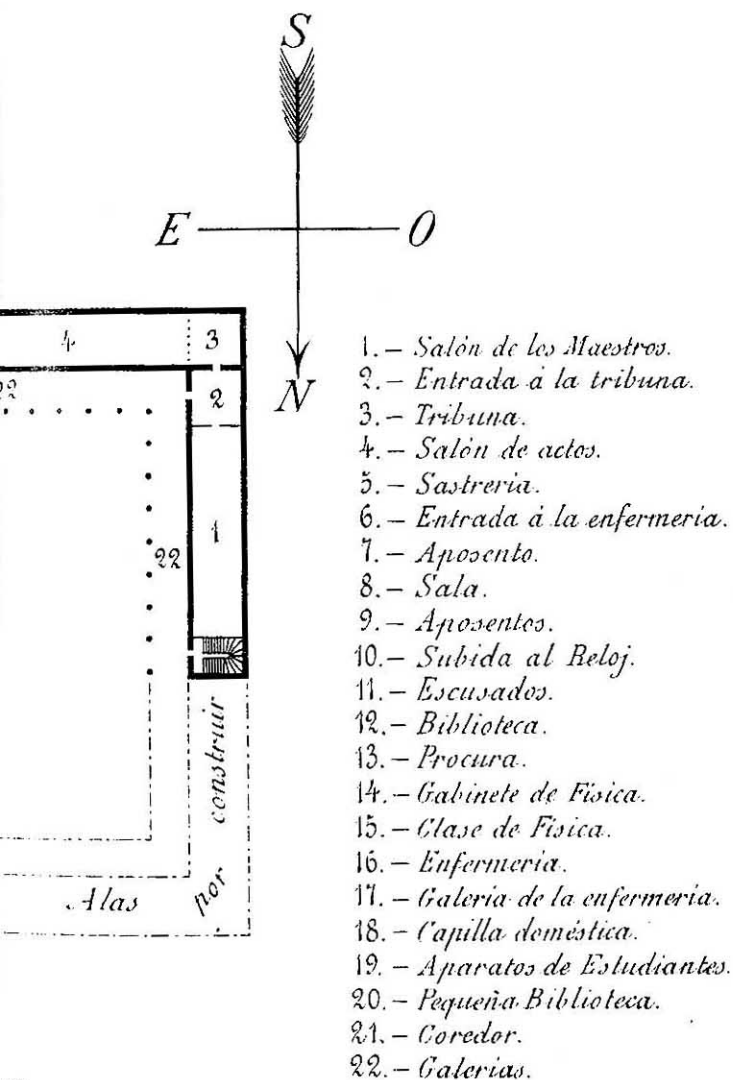 S
E O
N
4 3
22 2
1
22
Alas por construir
1. — Salón de los Maestros.
2. — Entrada á la tribuna.
3. — Tribuna.
4. — Salón de actos.
5. — Sastreria.
6. — Entrada á la enfermeria.
7. — Aposento.
8. — Sala.
9. — Aposentos.
10. — Subida al Reloj.
11. — Escusados.
12. — Biblioteca.
13. — Procura.
14. — Gabinete de Fisica.
15. — Clase de Fisica.
16. — Enfermeria.
17. — Galeria de la enfermeria.
18. — Capilla doméstica.
19. — Aparatos de Estudiantes.
20. — Pequeña Biblioteca.
21. — Coredor.
22. — Galerias.